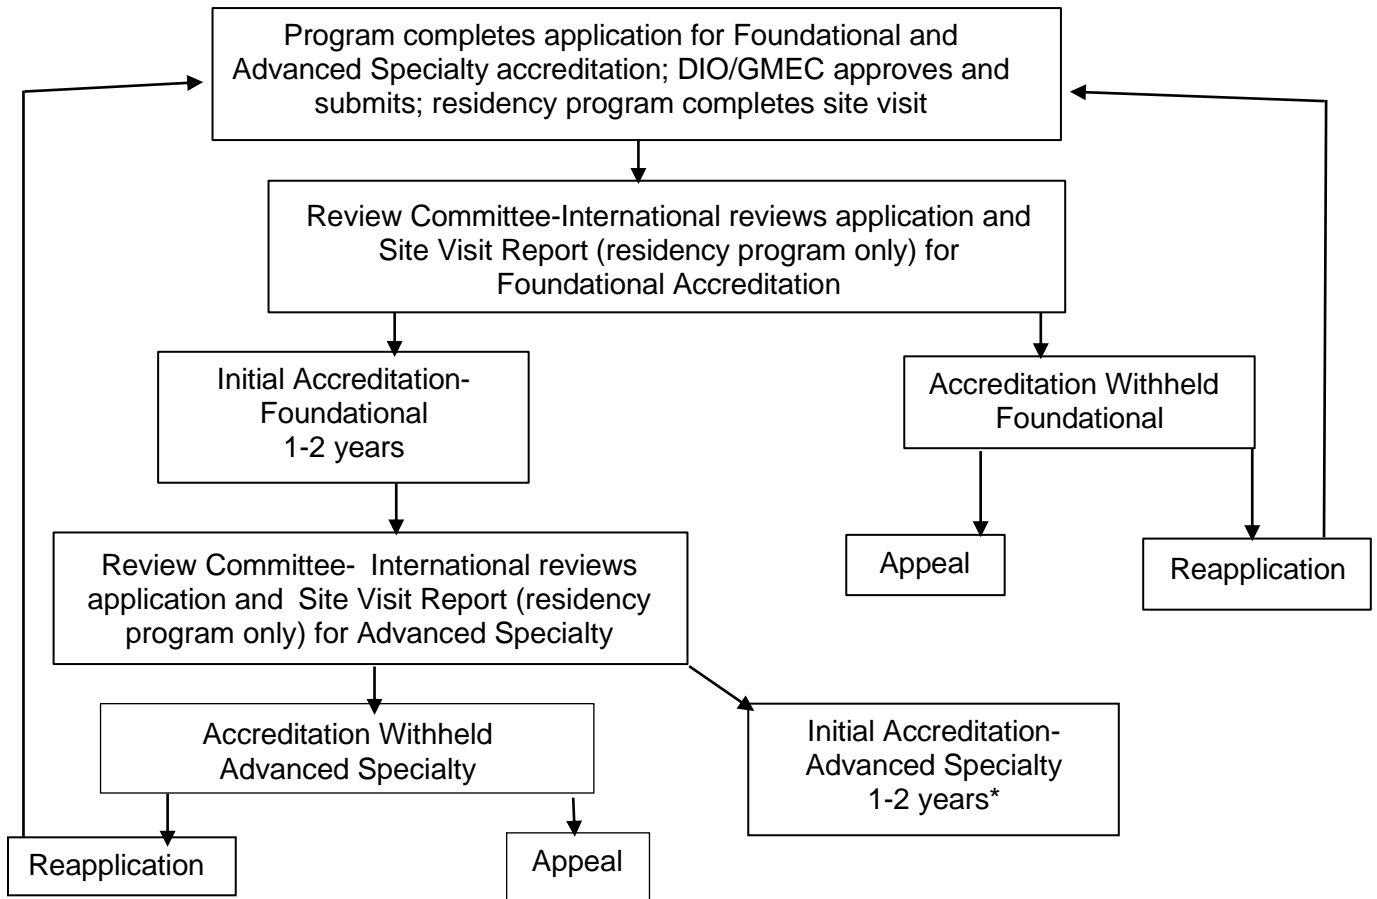 Program completes application for Foundational and
Advanced Specialty accreditation; DIO/GMEC approves and
submits; residency program completes site visit
Review Committee-International reviews application and
Site Visit Report (residency program only) for
Foundational Accreditation
Initial Accreditation-
Foundational
1-2 years
Accreditation Withheld
Foundational
Appeal
Reapplication
Review Committee- International reviews
application and Site Visit Report (residency
program only) for Advanced Specialty
Accreditation Withheld
Advanced Specialty
Initial Accreditation-
Advanced Specialty
1-2 years*
Reapplication
Appeal